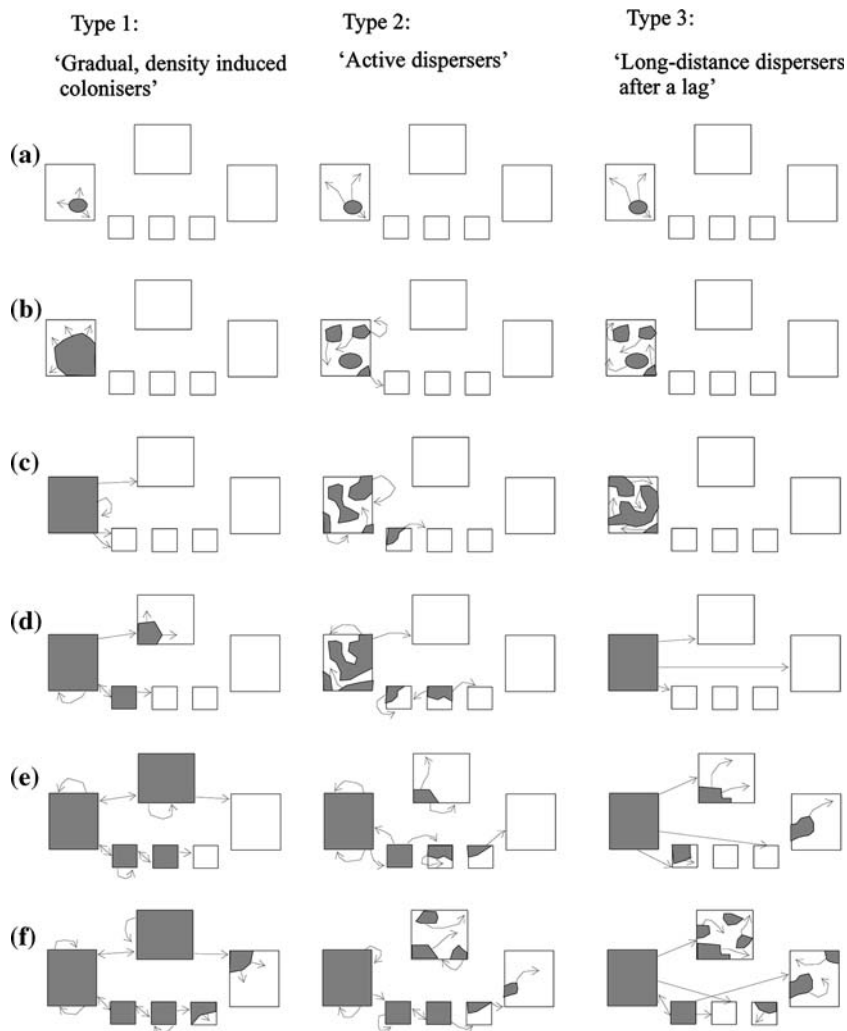 Type 1:
Type 2:
Type 3:
‘Gradual, density induced
colonisers’
‘Active dispersers’
‘Long-distance dispersers
after a lag’
(a)
(b)
(c)
(d)
(e)
(f)